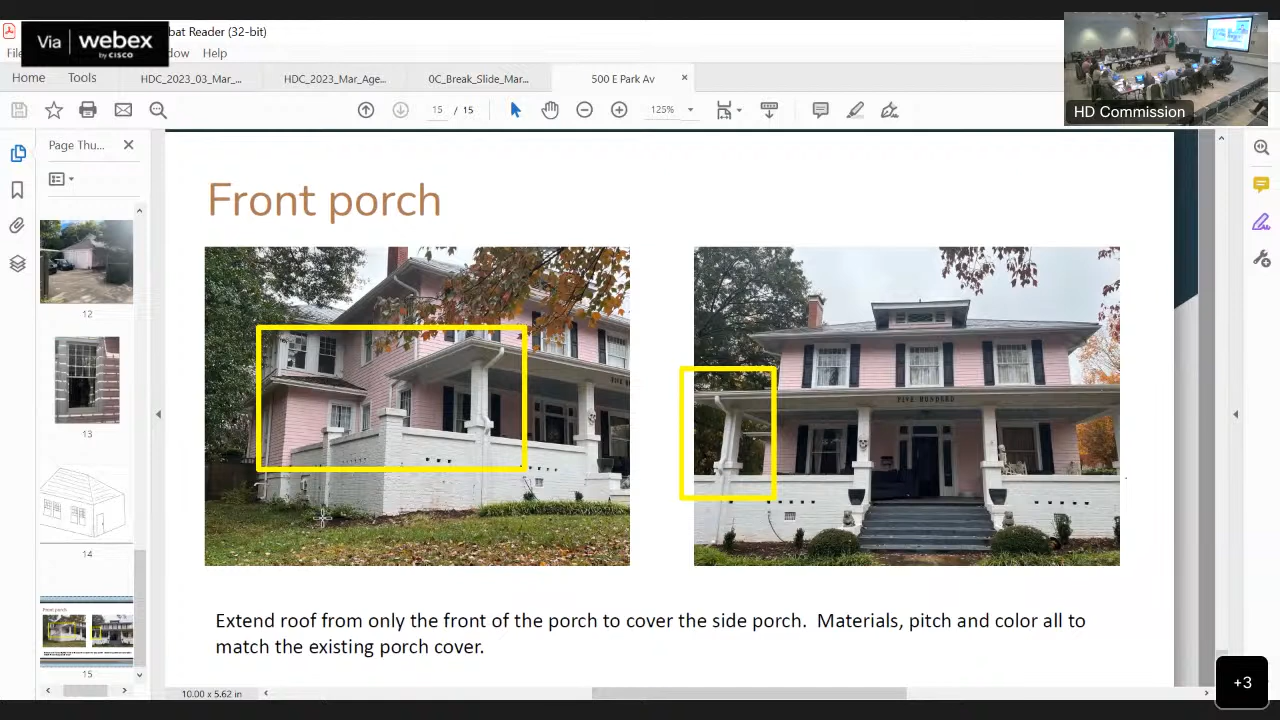 Via webex
by CISCO
bat Reader (32-bit)
dow Help
HD Commission
Home Tools HDC_2023_03_Mar_... HDC_2023_Mar_Age... 0C_Break_Slide_Mar... 500 E Park Av
15 / 15 125%
Page Thu...
12
13
14
Front porch
15
Front porch
FIVE HUNDRED
Extend roof from only the front of the porch to cover the side porch. Materials, pitch and color all to
match the existing porch cover.
10.00 x 5.62 in
+3